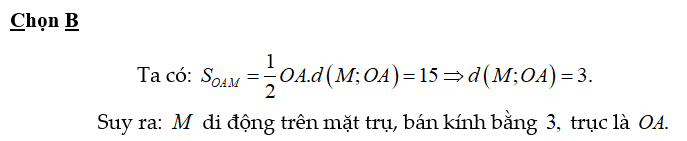 Chọn B
Ta có: $S_{OAM} = \frac{1}{2}OA.d(M;OA) = 15 \Rightarrow d(M;OA) = 3.$
Suy ra: M di động trên mặt trụ, bán kính bằng 3, trục là OA.